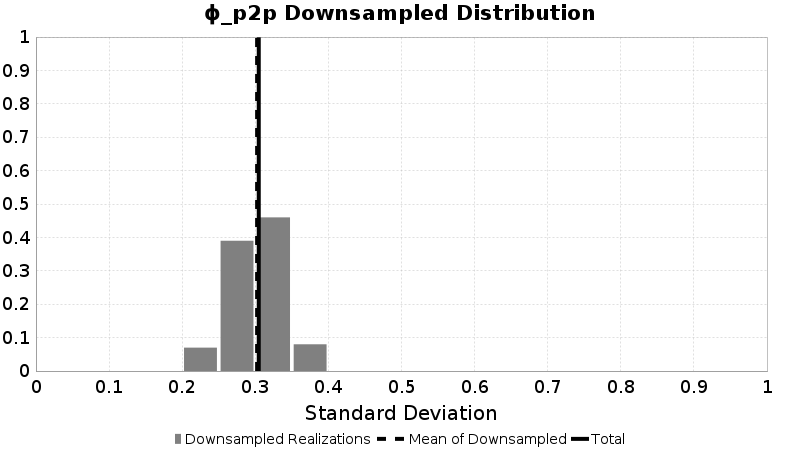 ϕ_p2p Downsampled Distribution
1
0.9
0.8
0.7
0.6
0.5
0.4
0.3
0.2
0.1
0
0 0.1 0.2 0.3 0.4 0.5 0.6 0.7 0.8 0.9 1
Standard Deviation
Downsampled Realizations Mean of Downsampled Total